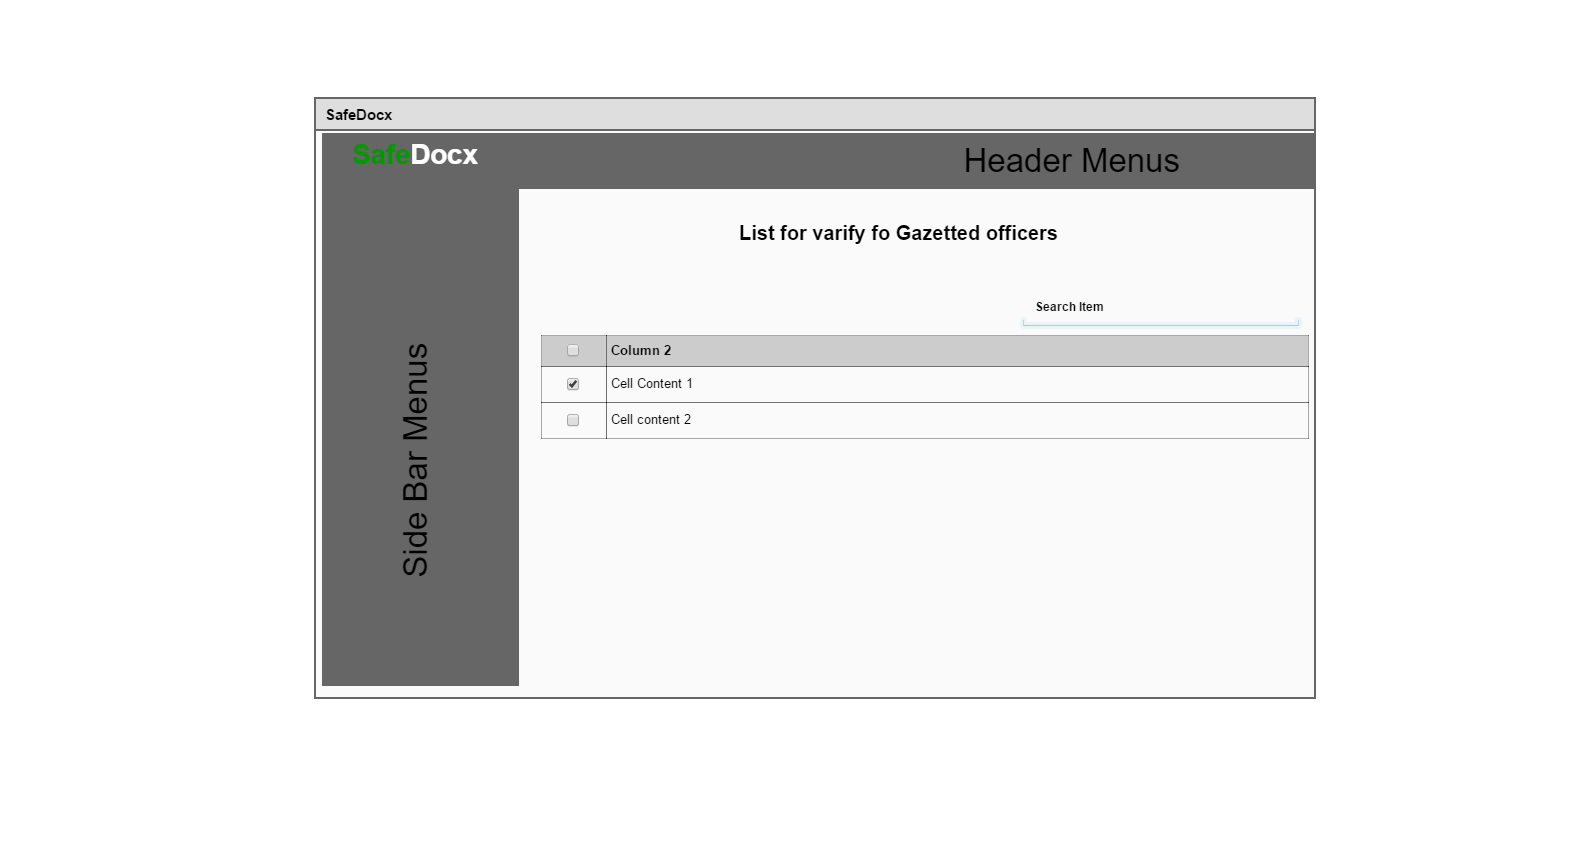 SafeDocx
SafeDocx
Header Menus
Side Bar Menus
List for varify fo Gazetted officers
Search Item
Column 2
Cell Content 1
Cell content 2